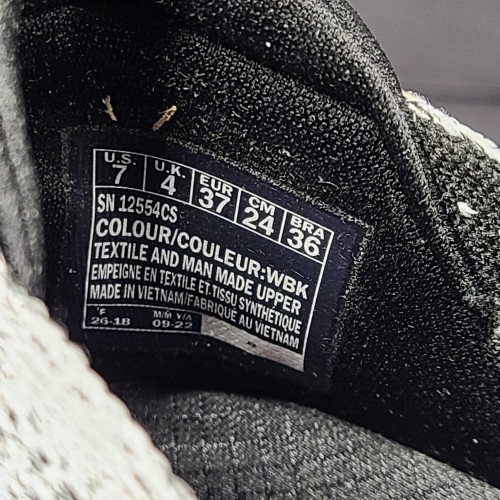 U.S. U.K. EUR CM BRA
7 4 37 24 36
SN 12554CS
COLOUR/COULEUR:WBK
TEXTILE AND MAN MADE UPPER
EMPEIGNE EN TEXTILE ET TISSU SYNTHETIQUE
MADE IN VIETNAM/FABRIQUÉ AU VIETNAM
F M/M Y/A
26-18 09-22